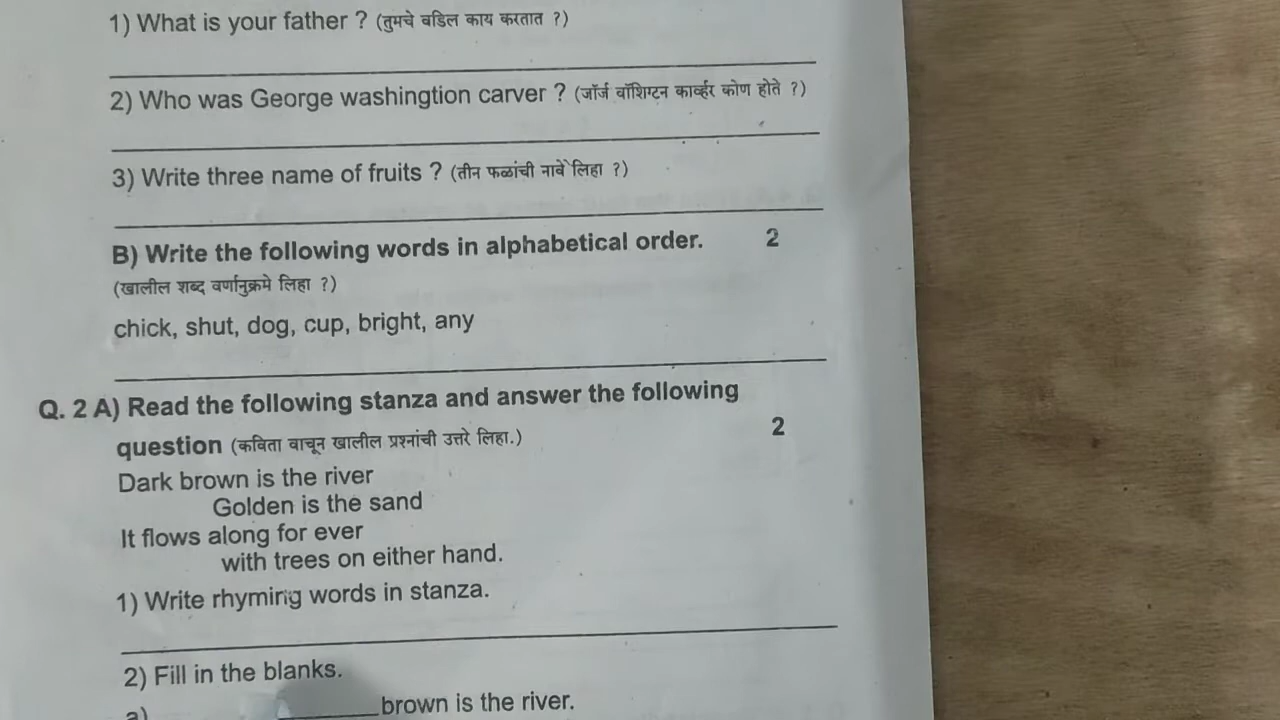 1) What is your father ? (तुमचे वडिल काय करतात ?)
2) Who was George washingtion carver ? (जॉर्ज वॉशिंग्टन कार्व्हर कोण होते ?)
3) Write three name of fruits ? (तीन फळांची नावे लिहा ?)
B) Write the following words in alphabetical order. 2
(खालील शब्द वर्णानुक्रमे लिहा ?)
chick, shut, dog, cup, bright, any
Q. 2 A) Read the following stanza and answer the following
question (कविता वाचून खालील प्रश्नांची उत्तरे लिहा.) 2
Dark brown is the river
Golden is the sand
It flows along for ever
with trees on either hand.
1) Write rhyming words in stanza.
2) Fill in the blanks.
a) ________ brown is the river.